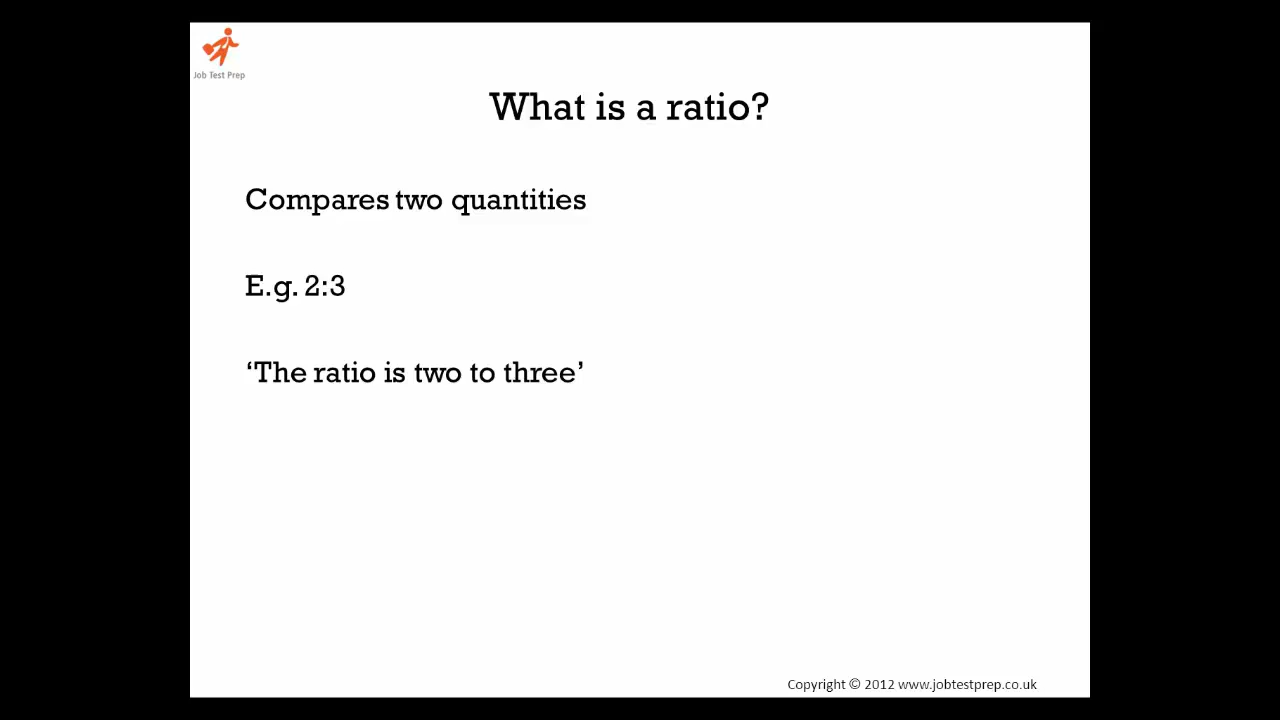 Job Test Prep
What is a ratio?
Compares two quantities
E.g. 2:3
‘The ratio is two to three’
Copyright © 2012 www.jobtestprep.co.uk